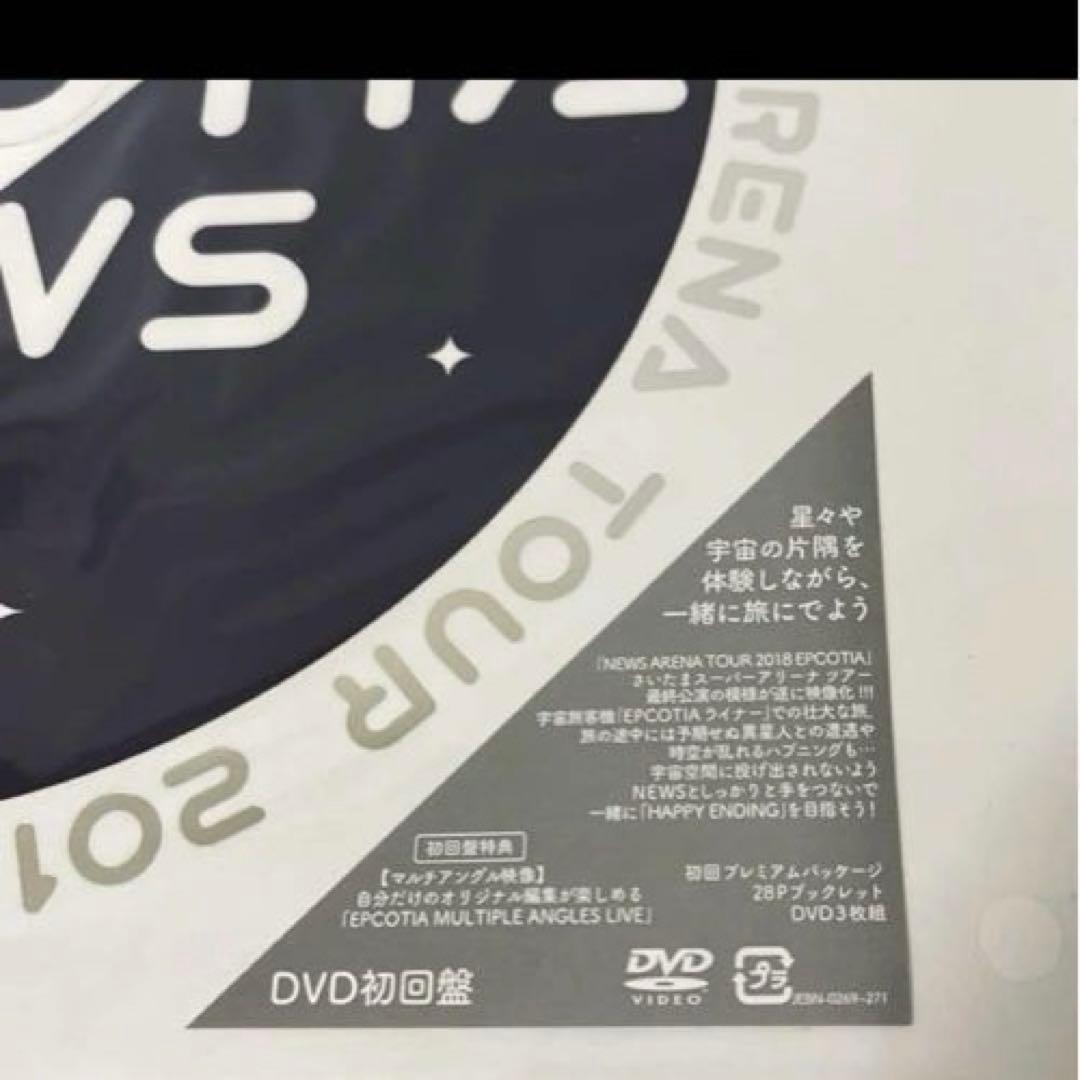 NEWS
ARENA TOUR 201
星々や
宇宙の片隅を
体験しながら、
一緒に旅にでよう
「NEWS ARENA TOUR 2018 EPCOTIA」
さいたまスーパーアリーナ ツアー
最終公演の模様が遂に映像化!!!
宇宙旅客機「EPCOTIA ライナー」での壮大な旅。
旅の途中には予期せぬ異星人との遭遇や
時空が乱れるハプニングも…
宇宙空間に投げ出されないよう
NEWSとしっかりと手をつないで
一緒に「HAPPY ENDING」を目指そう!
初回盤特典
【マルチアングル映像】
自分だけのオリジナル編集が楽しめる
「EPCOTIA MULTIPLE ANGLES LIVE」
初回プレミアムパッケージ
28Pブックレット
DVD3枚組
DVD初回盤
DVD
VIDEO
プラ
JEBN-0269~271